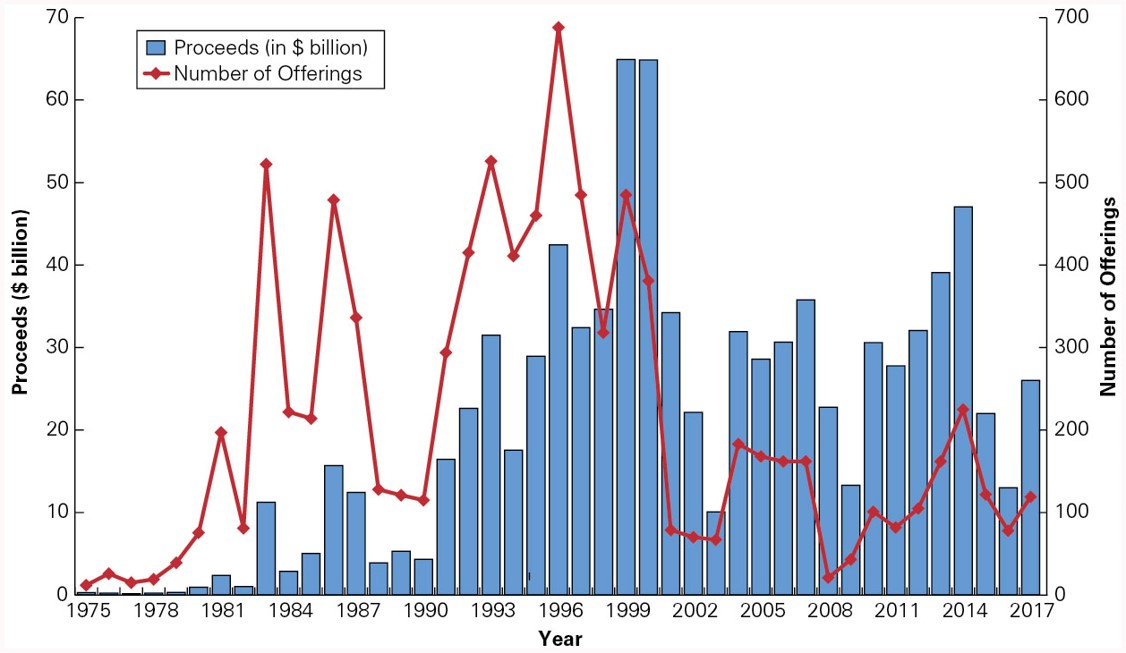 70
60
50
40
30
20
10
0
Proceeds ($ billion)
Proceeds (in $ billion)
Number of Offerings
700
600
500
400
300
200
100
0
Number of Offerings
1975 1978 1981 1984 1987 1990 1993 1996 1999 2002 2005 2008 2011 2014 2017
Year